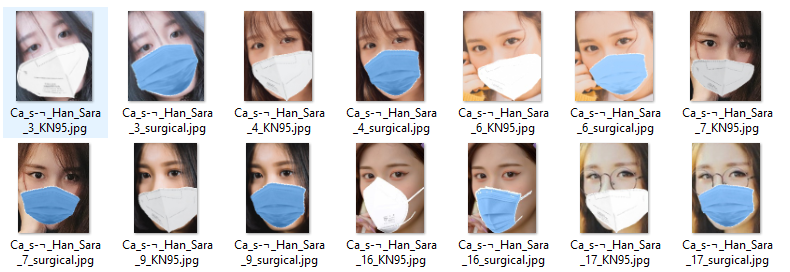 Ca_s-¬_Han_Sara
_3_KN95.jpg
Ca_s-¬_Han_Sara
_3_surgical.jpg
Ca_s-¬_Han_Sara
_4_KN95.jpg
Ca_s-¬_Han_Sara
_4_surgical.jpg
Ca_s-¬_Han_Sara
_6_KN95.jpg
Ca_s-¬_Han_Sara
_6_surgical.jpg
Ca_s-¬_Han_Sara
_7_KN95.jpg
Ca_s-¬_Han_Sara
_7_surgical.jpg
Ca_s-¬_Han_Sara
_9_KN95.jpg
Ca_s-¬_Han_Sara
_9_surgical.jpg
Ca_s-¬_Han_Sara
_16_KN95.jpg
Ca_s-¬_Han_Sara
_16_surgical.jpg
Ca_s-¬_Han_Sara
_17_KN95.jpg
Ca_s-¬_Han_Sara
_17_surgical.jpg